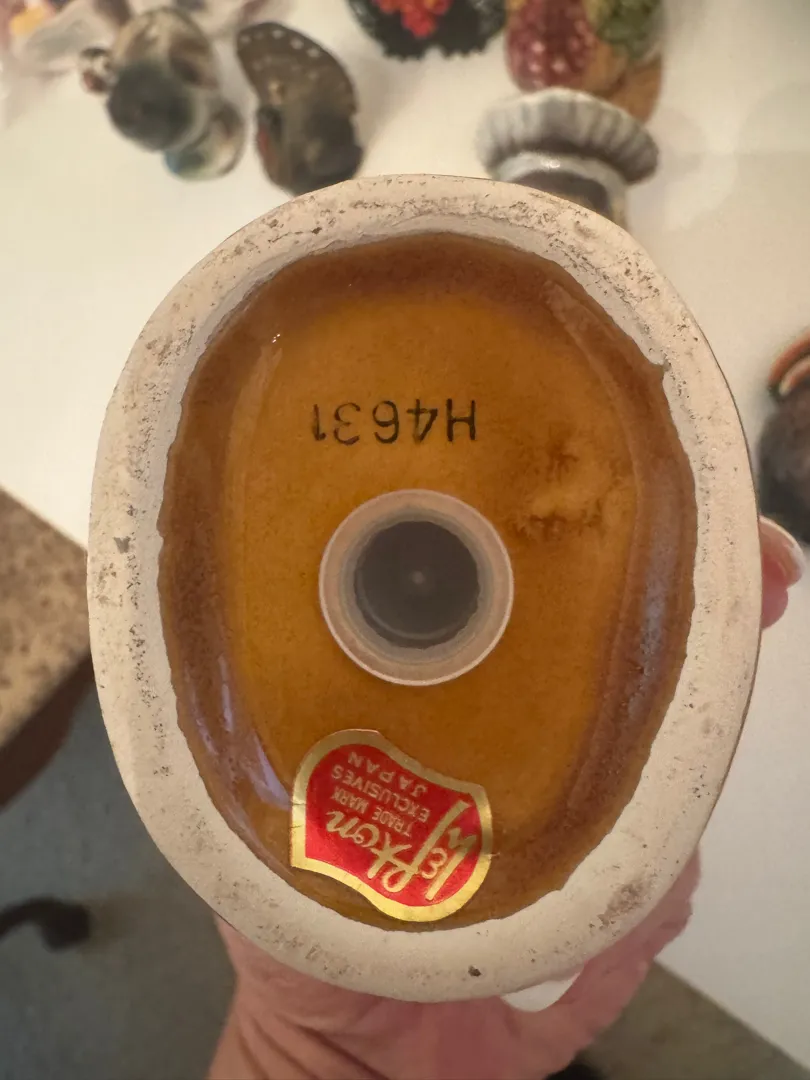 H4631
Lefton
TRADE MARK
EXCLUSIVES
JAPAN